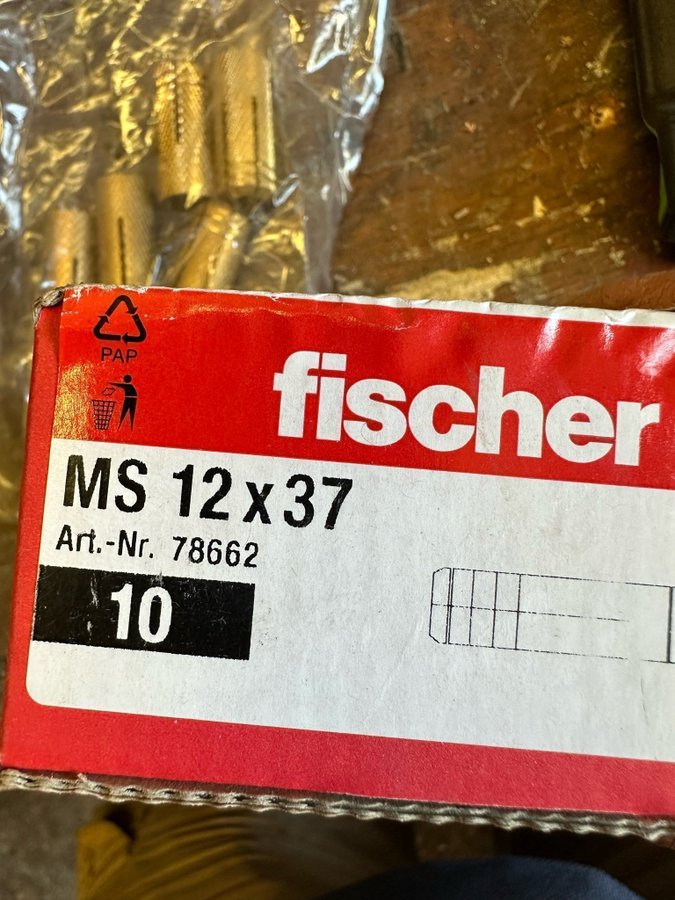 PAP
fischer
MS 12 x 37
Art.-Nr. 78662
10